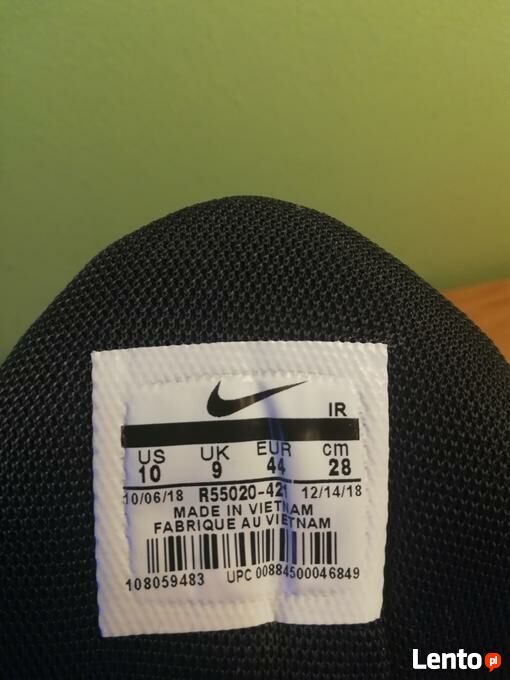 IR
US UK EUR cm
10 9 44 28
10/06/18 R55020-421 12/14/18
MADE IN VIETNAM
FABRIQUE AU VIETNAM
108059483 UPC 00884500046849
Lento pl